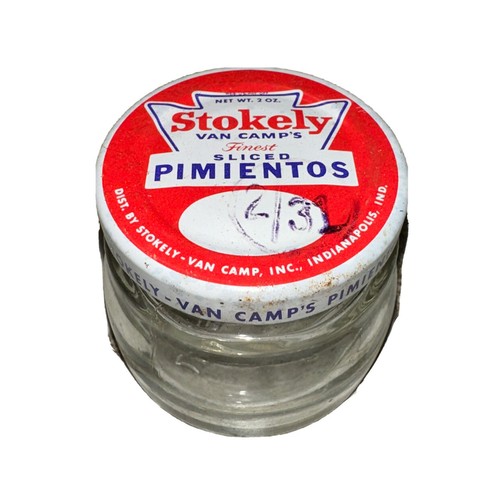 NET WT. 2 OZ.
Stokely
VAN CAMP'S
Finest
SLICED
PIMIENTOS
DIST. BY STOKELY-VAN CAMP, INC., INDIANAPOLIS, IND.
KELY-VAN CAMP'S PIMIEN